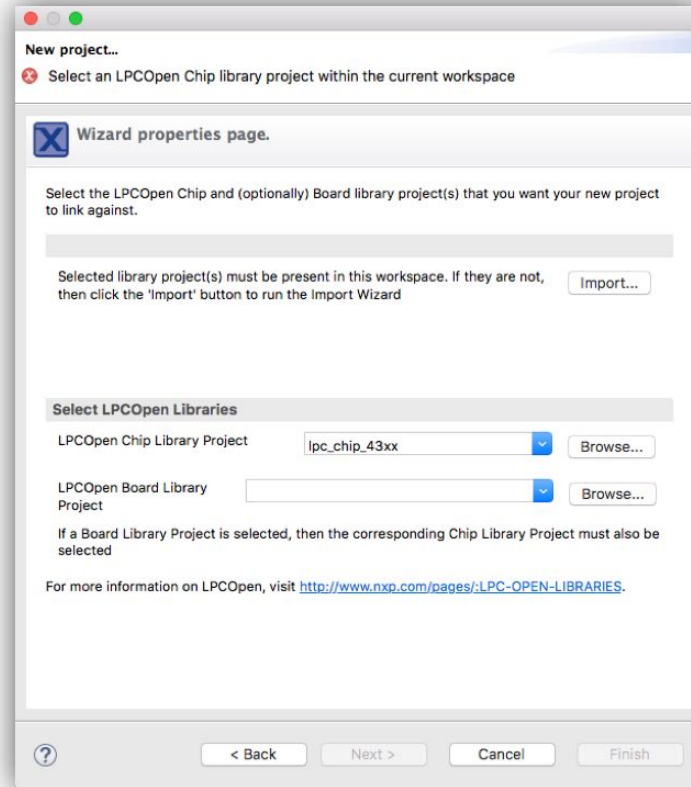 New project...
Select an LPCOpen Chip library project within the current workspace
Wizard properties page.
Select the LPCOpen Chip and (optionally) Board library project(s) that you want your new project
to link against.
Selected library project(s) must be present in this workspace. If they are not,
then click the 'Import' button to run the Import Wizard
Import...
Select LPCOpen Libraries
LPCOpen Chip Library Project
lpc_chip_43xx
Browse...
LPCOpen Board Library
Project
Browse...
If a Board Library Project is selected, then the corresponding Chip Library Project must also be
selected
For more information on LPCOpen, visit http://www.nxp.com/pages/:LPC-OPEN-LIBRARIES.
? < Back Next > Cancel Finish